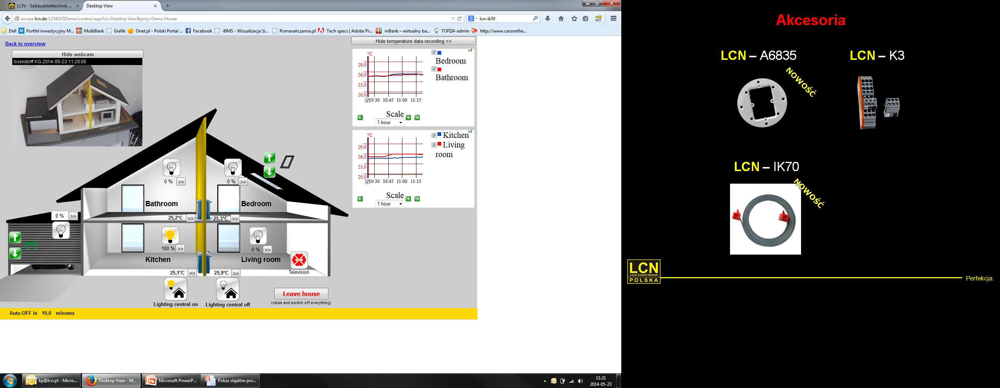 LCN - Gebäudeleittechnik ...
Desktop View
access.lcn.de/LCNGVSDemo/control.aspx?ui=Desktop View&proj=Demo House
lcn-ik70
Dell
Portfel inwestycyjny M...
MultiBank
Grafik
Onet.pl - Polski Portal ...
Facebook
iBMS - Wizualizacja Si...
Pomarańczarnia.pl
Tech specs | Adobe Pr...
mBank – wirtualny ba...
TOFI24-admin
http://www.carsonthe...
Back to overview
Hide webcam
Issendorff KG 2014-05-23 11:28:08
www.LCN.de
Hide temperature data recording <<
°C
29,0
26,0
23,0
20,0
10:30 10:45 11:00 11:15
Bedroom
Bathroom
Scale
1 hour
°C
29,0
26,0
23,0
20,0
10:30 10:45 11:00 11:15
Kitchen
Living
room
Scale
1 hour
0 % >>
0 % >>
Bathroom
Bedroom
0 % >>
25,2°C >>
25,3°C >>
100 % >>
0 % >>
Kitchen
Living room
25,1°C >>
25,9°C >>
Television
Lighting central on
Lighting central off
Leave house
(close and switch off everything)
Auto-OFF in 10,0 minutes
kp@lcn.pl - Micro...
Desktop View - M...
Microsoft PowerP...
Pokaz slajdów pro...
11:21
2014-05-23
Akcesoria
LCN – A6835
NOWOŚĆ
LCN – K3
LCN – IK70
NOWOŚĆ
LCN
Local Control Network
POLSKA
Perfekcja.